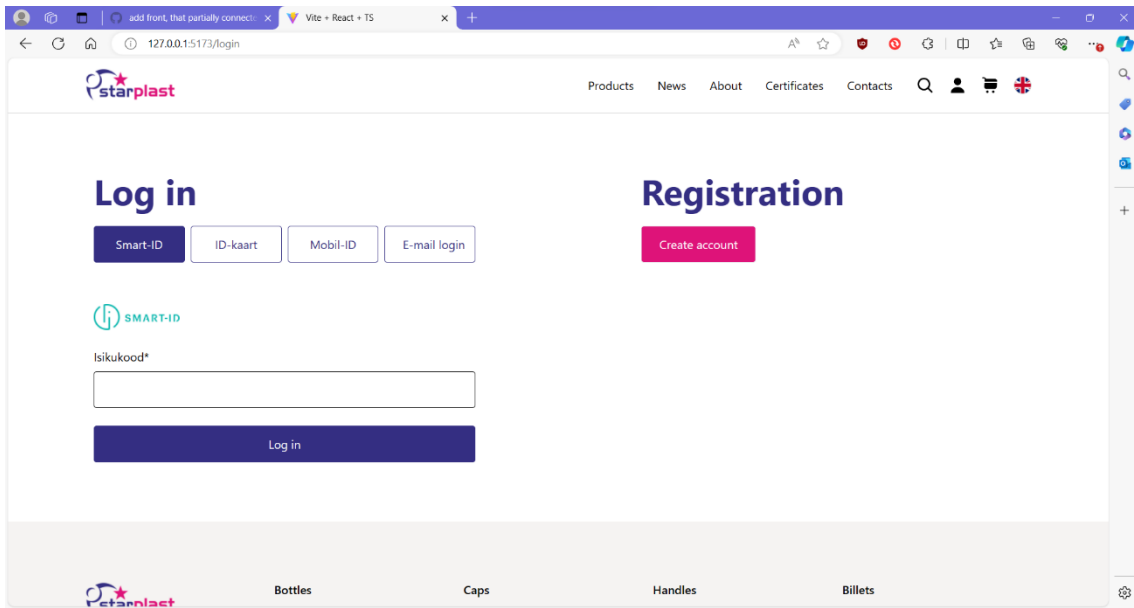 add front, that partially connecte
Vite + React + TS
127.0.0.1:5173/login
starplast
Products News About Certificates Contacts
Log in
Registration
Smart-ID ID-kaart Mobil-ID E-mail login
Create account
SMART-ID
Isikukood*
Log in
starplast
Bottles Caps Handles Billets